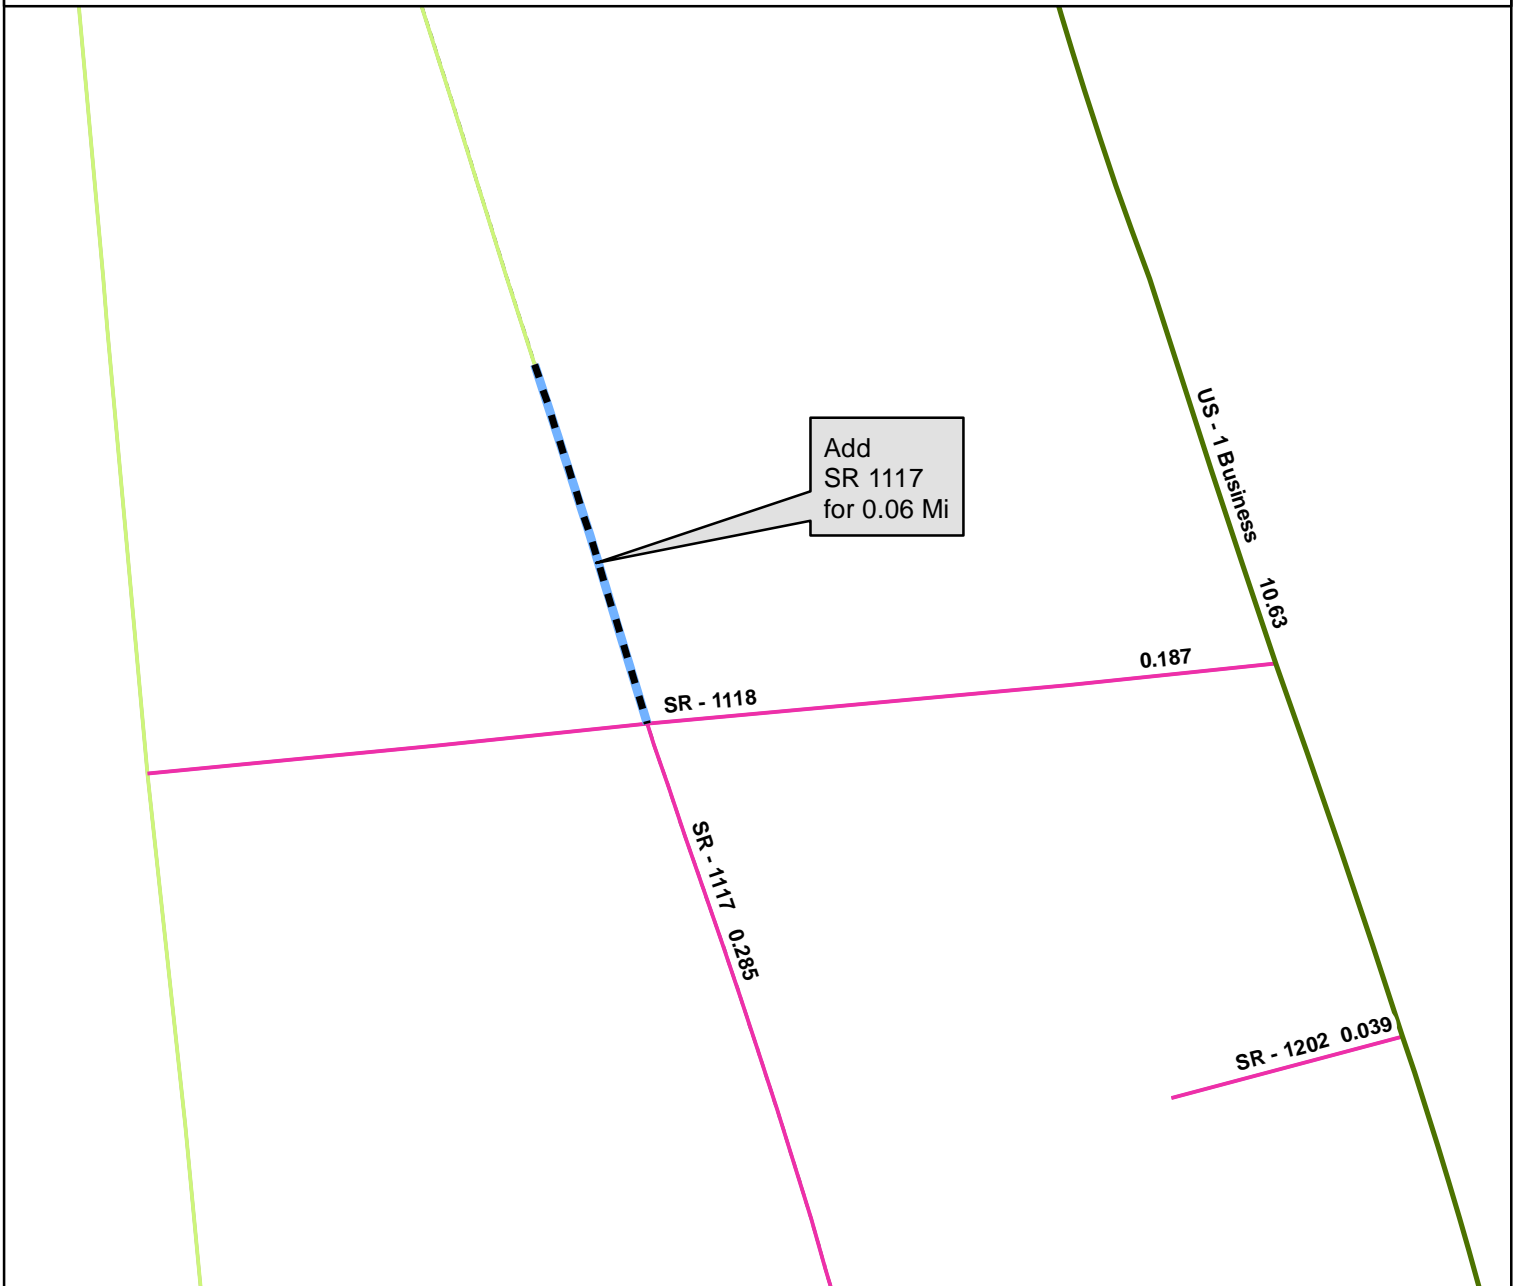 US - 1 Business 10.63
Add
SR 1117
for 0.06 Mi
0.187
SR - 1118
SR - 1117 0.285
SR - 1202 0.039